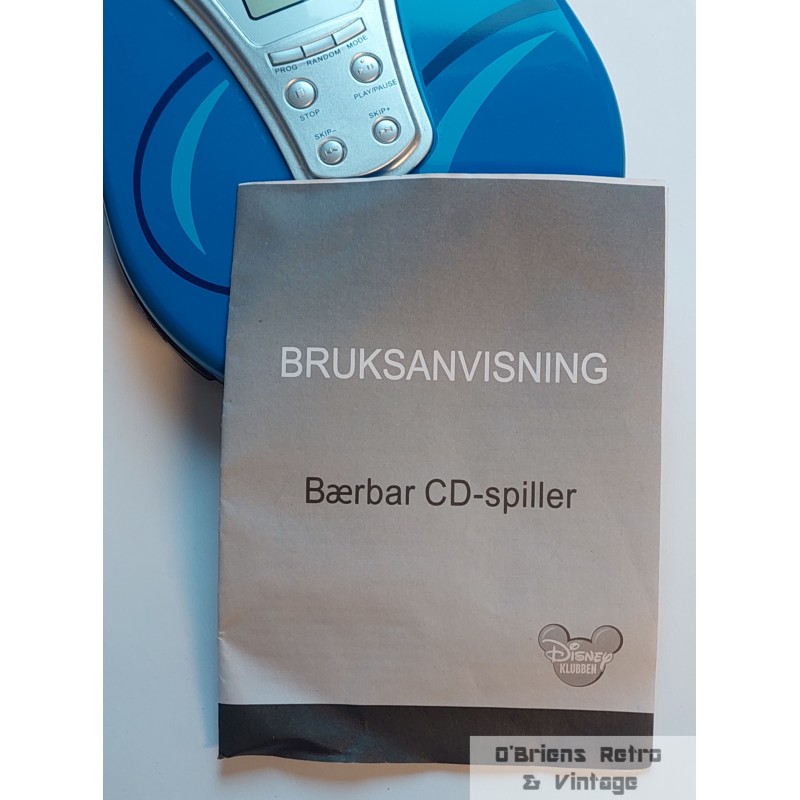 PROG RANDOM MODE
STOP PLAY/PAUSE
SKIP- SKIP+
BRUKSANVISNING
Bærbar CD-spiller
Disney
KLUBBEN
O'Briens Retro
& Vintage